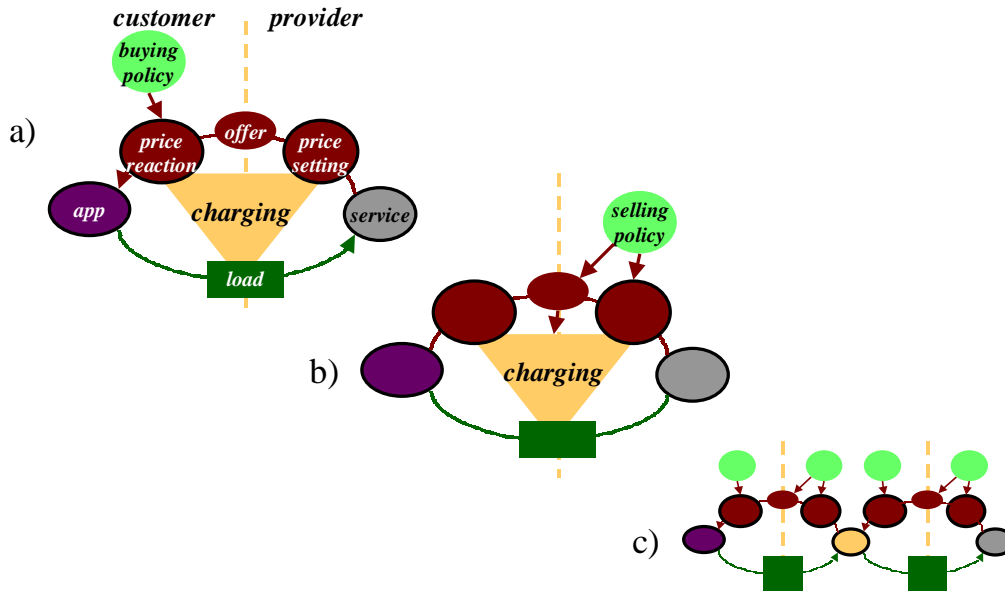 customer provider
buying
policy
a)
offer
price
reaction
price
setting
app
charging
service
load
selling
policy
b)
charging
c)